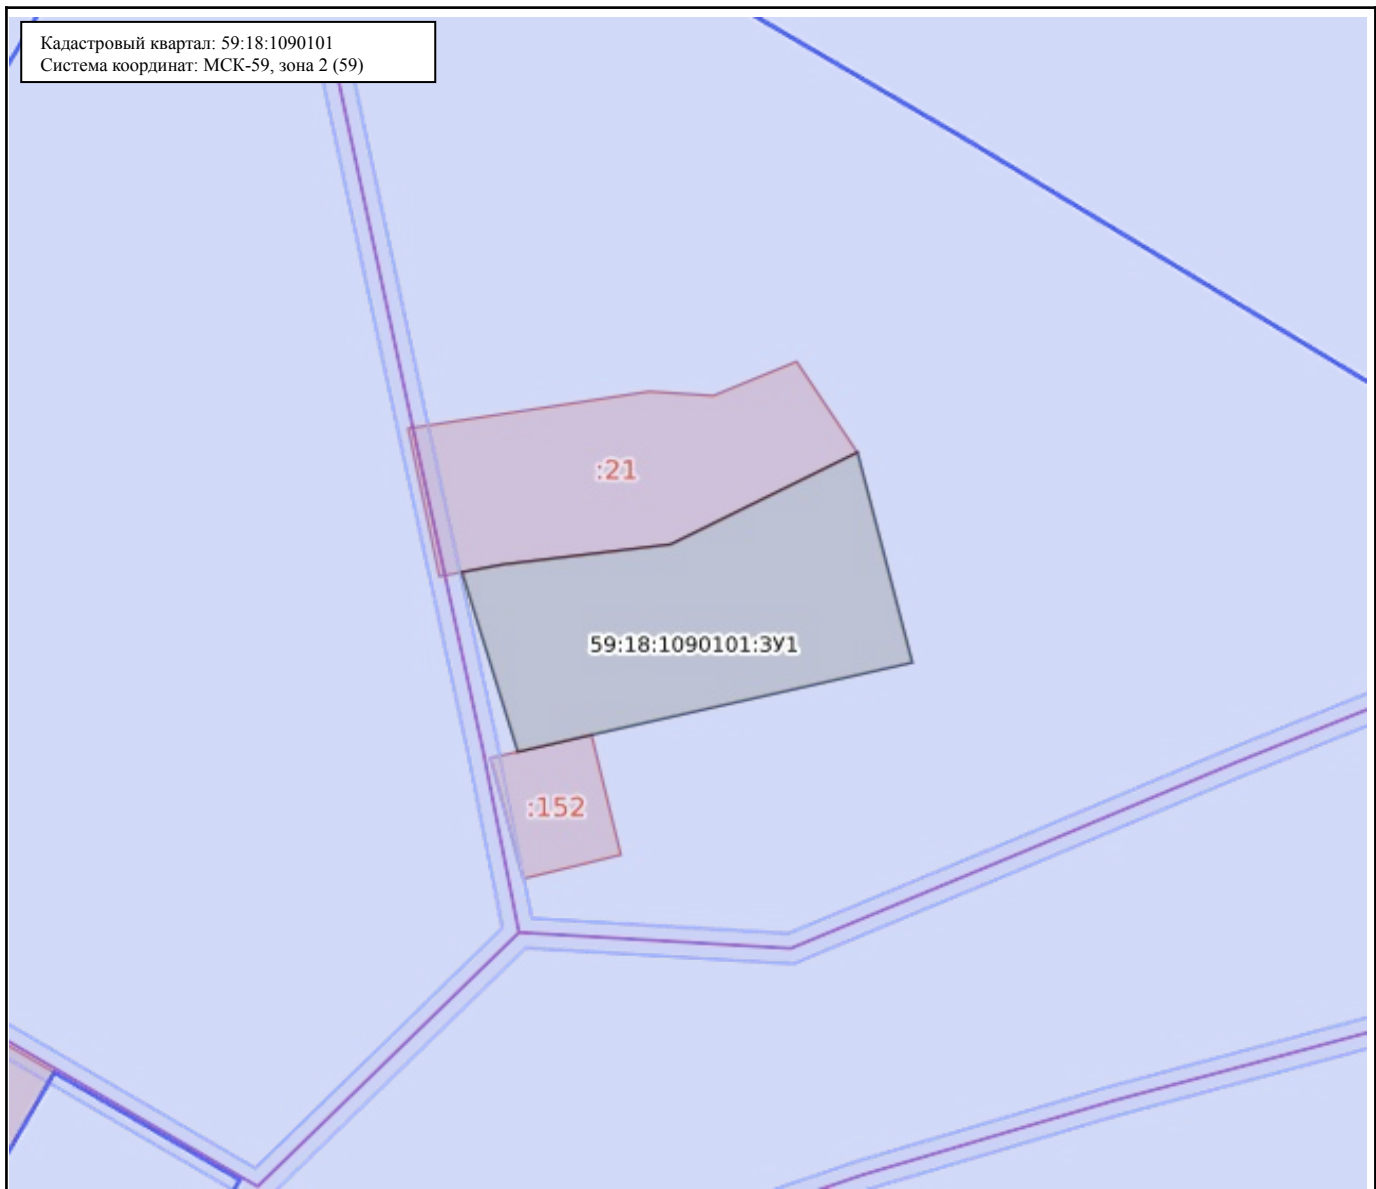 Кадастровый квартал: 59:18:1090101
Система координат: МСК-59, зона 2 (59)
:21
59:18:1090101:ЗУ1
:152